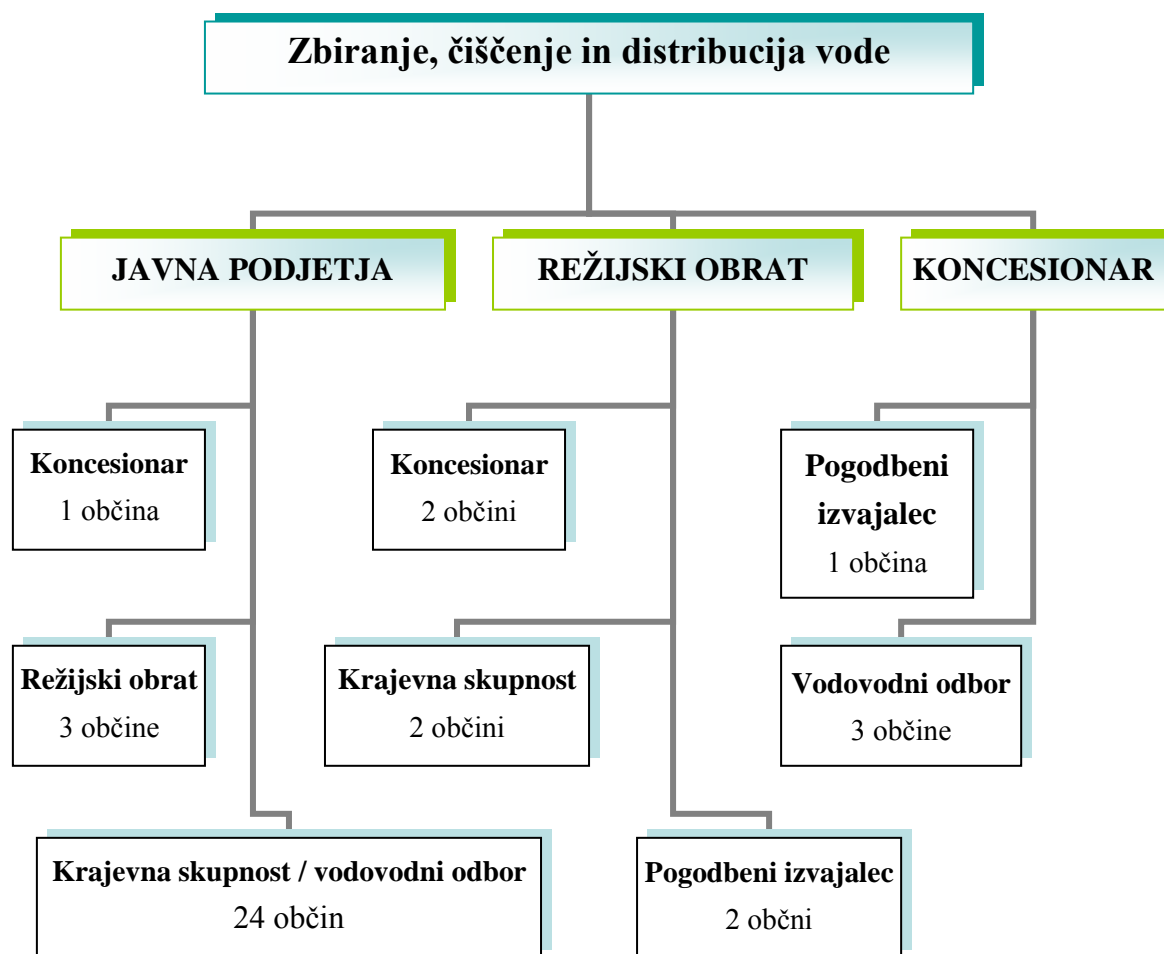 Zbiranje, čiščenje in distribucija vode
JAVNA PODJETJA
REŽIJSKI OBRAT
KONCESIONAR
Koncesionar
1 občina
Koncesionar
2 občini
Pogodbeni
izvajalec
1 občina
Režijski obrat
3 občine
Krajevna skupnost
2 občini
Vodovodni odbor
3 občine
Krajevna skupnost / vodovodni odbor
24 občin
Pogodbeni izvajalec
2 občni